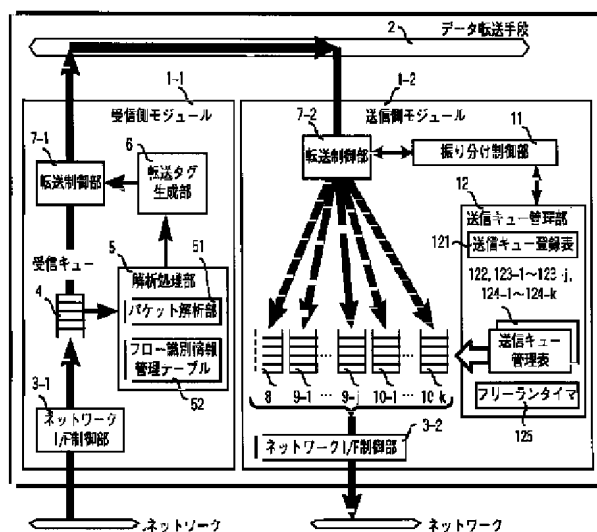 2
データ転送手段
1-1
受信側モジュール
7-1
転送制御部
6
転送タグ
生成部
受信キュー
4
5
解析処理部
51
パケット解析部
フロー識別情報
管理テーブル
52
3-1
ネットワーク
I/F制御部
ネットワーク
1-2
送信側モジュール
7-2
転送制御部
11
振り分け制御部
12
送信キュー管理部
121
送信キュー登録表
122, 123-1~123-j,
124-1~124-k
送信キュー
管理表
フリーランタイマ
125
8 9-1 … 9-j 10-1 … 10-k
3-2
ネットワークI/F制御部
ネットワーク